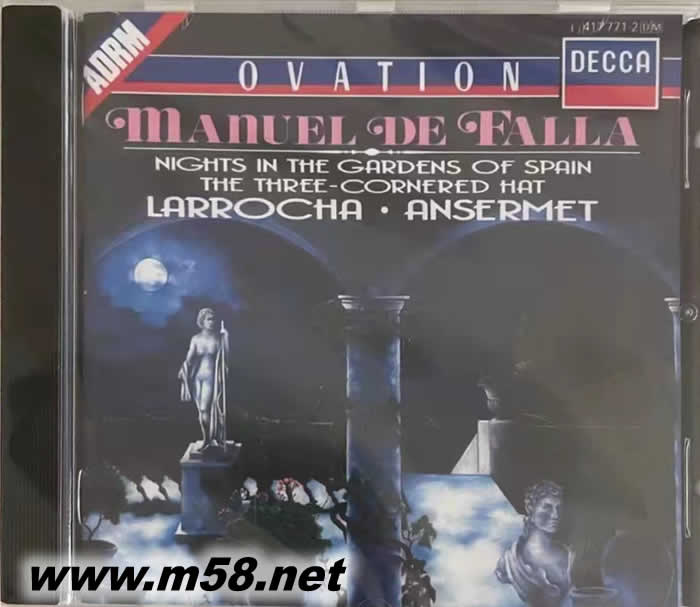 417 771-2 DM
ADRM
OVATION
DECCA
MANUEL DE FALLA
NIGHTS IN THE GARDENS OF SPAIN
THE THREE-CORNERED HAT
LARROCHA · ANSERMET
www.m58.net